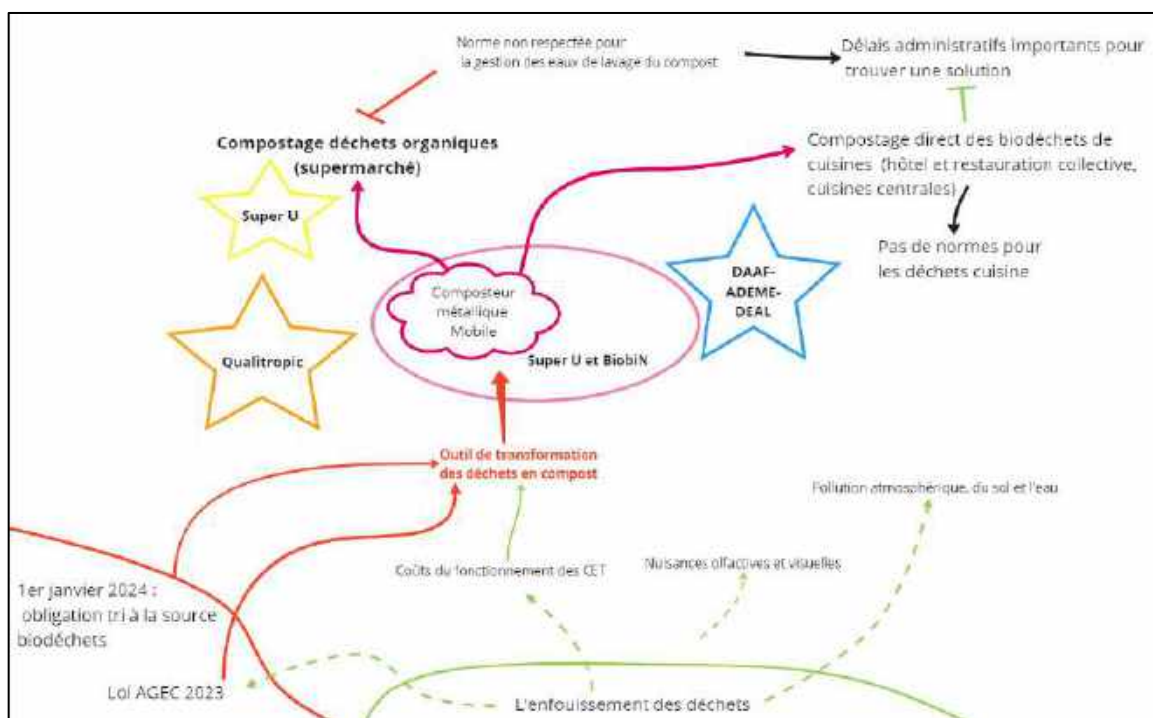 Norme non respectée pour
la gestion des eaux de lavage du compost
Délais administratifs importants pour
trouver une solution
Compostage déchets organiques
(supermarché)
Compostage direct des biodéchets de
cuisines (hôtel et restauration collective,
cuisines centrales)
Super U
Pas de normes pour
les déchets cuisine
DAAF-
ADEME-
DEAL
Composteur
métallique
Mobile
Super U et BiobiN
Qualitropic
Outil de transformation
des déchets en compost
Pollution atmosphérique, du sol et l'eau
Coûts du fonctionnement des CET
Nuisances olfactives et visuelles
1er janvier 2024 :
obligation tri à la source
biodéchets
Loi AGEC 2023
L'enfouissement des déchets